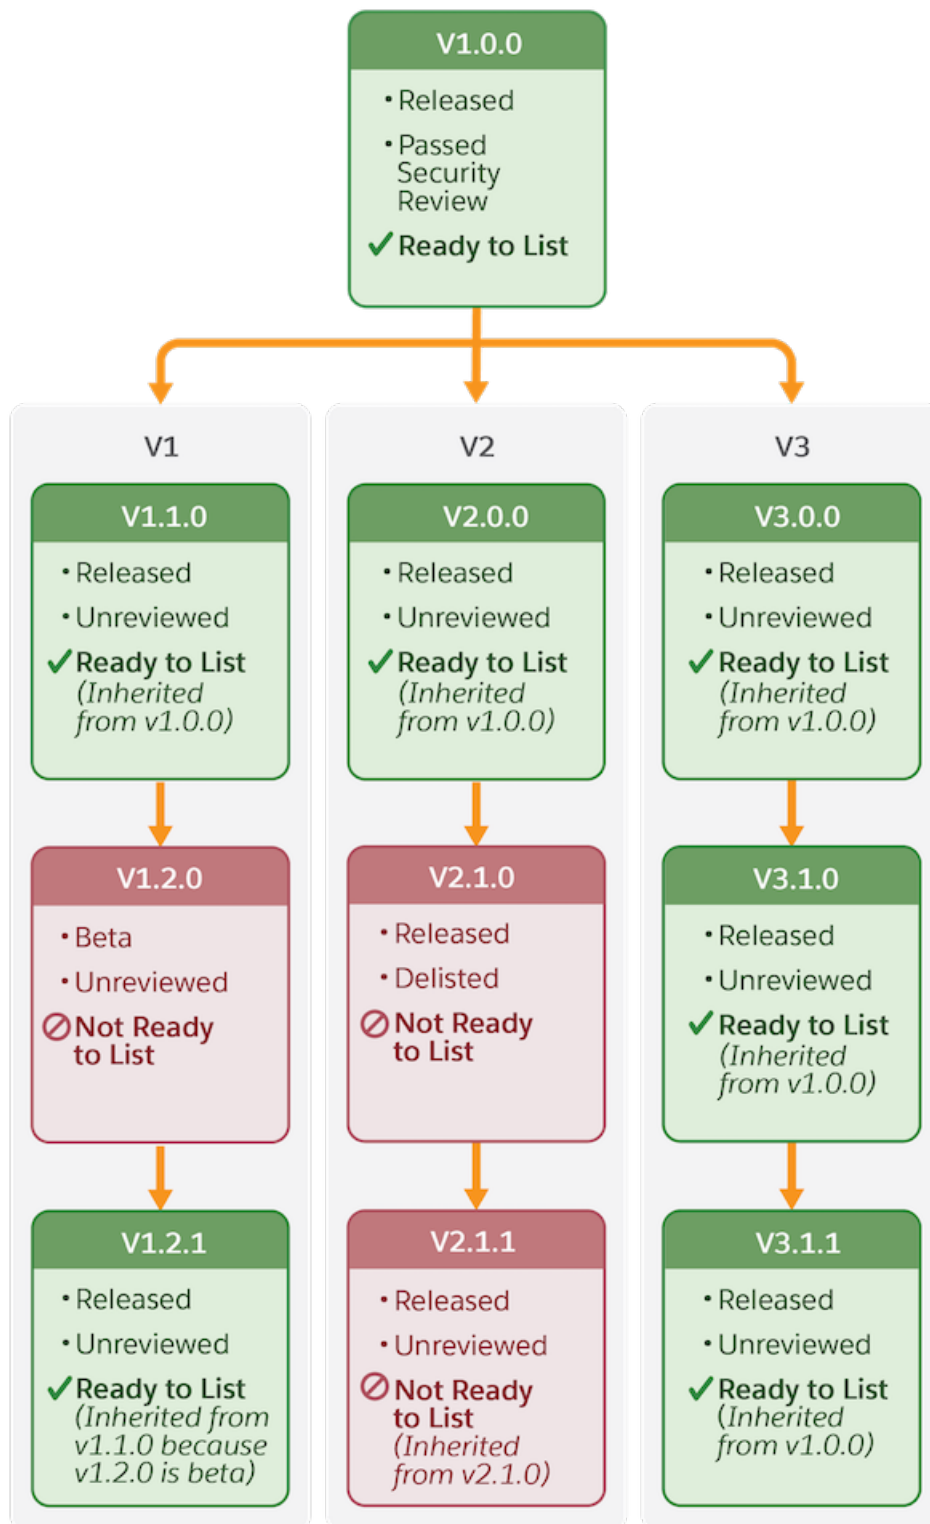 V1.0.0
• Released
• Passed
Security
Review
✓ Ready to List
V1
V1.1.0
• Released
• Unreviewed
✓ Ready to List
(Inherited
from v1.0.0)
V1.2.0
• Beta
• Unreviewed
Not Ready
to List
V1.2.1
• Released
• Unreviewed
✓ Ready to List
(Inherited from
v1.1.0 because
v1.2.0 is beta)
V2
V2.0.0
• Released
• Unreviewed
✓ Ready to List
(Inherited
from v1.0.0)
V2.1.0
• Released
• Delisted
Not Ready
to List
V2.1.1
• Released
• Unreviewed
Not Ready
to List
(Inherited
from v2.1.0)
V3
V3.0.0
• Released
• Unreviewed
✓ Ready to List
(Inherited
from v1.0.0)
V3.1.0
• Released
• Unreviewed
✓ Ready to List
(Inherited
from v1.0.0)
V3.1.1
• Released
• Unreviewed
✓ Ready to List
(Inherited
from v1.0.0)